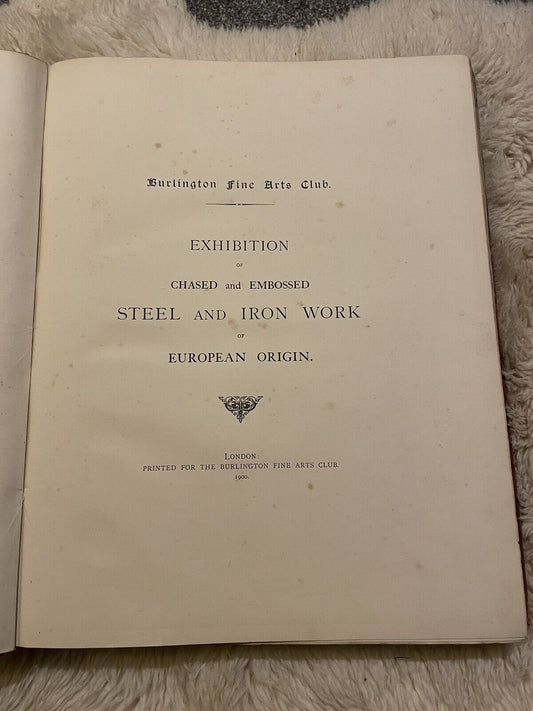 Burlington Fine Arts Club.
EXHIBITION
OF
CHASED and EMBOSSED
STEEL AND IRON WORK
OF
EUROPEAN ORIGIN.
LONDON:
PRINTED FOR THE BURLINGTON FINE ARTS CLUB.
1900.